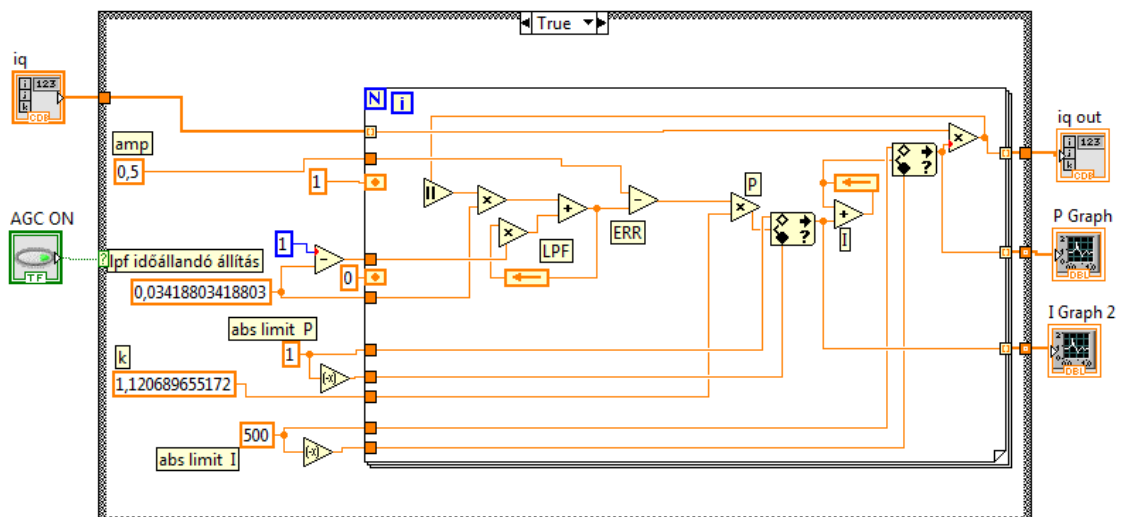 True
iq
123
CDB
N
i
iq out
123
CDB
amp
0,5
1
P
AGC ON
TF
?
lpf időállandó állítás
1
0
0,03418803418803
LPF
ERR
I
P Graph
DBL
abs limit P
1
(-x)
I Graph 2
DBL
k
1,120689655172
500
(-x)
abs limit I